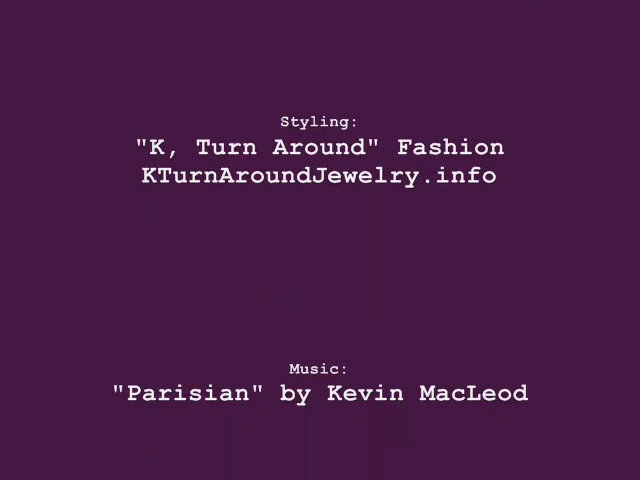 Styling:
"K, Turn Around" Fashion
KTurnAroundJewelry.info
Music:
"Parisian" by Kevin MacLeod